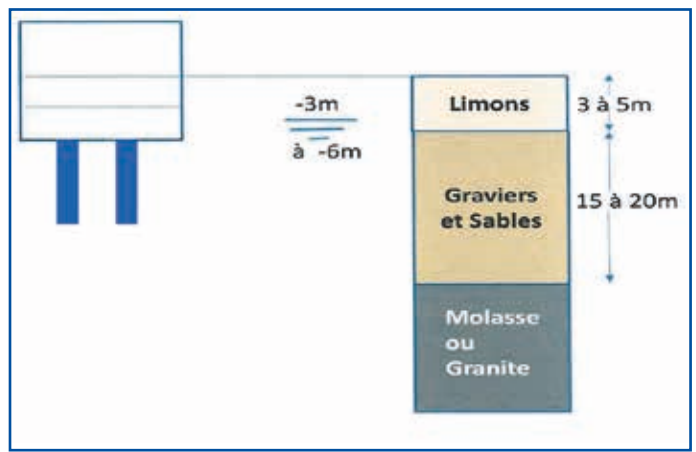 -3m
à -6m
Limons
3 à 5m
Graviers
et Sables
15 à 20m
Molasse
ou
Granite